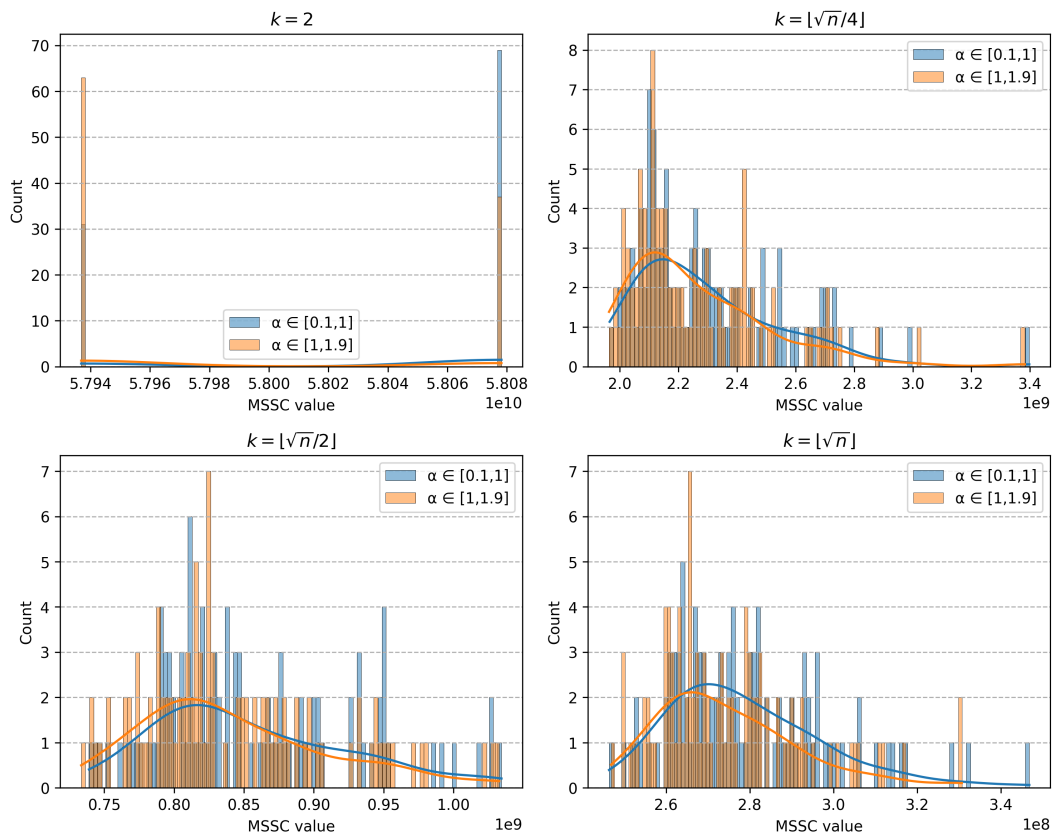 k = 2
70
60
50
40
30
20
10
0
Count
α ∈ [0.1,1]
α ∈ [1,1.9]
5.794 5.796 5.798 5.800 5.802 5.804 5.806 5.808
MSSC value
1e10
k = ⌊√n/4⌋
8
7
6
5
4
3
2
1
0
Count
α ∈ [0.1,1]
α ∈ [1,1.9]
2.0 2.2 2.4 2.6 2.8 3.0 3.2 3.4
MSSC value
1e9
k = ⌊√n/2⌋
7
6
5
4
3
2
1
0
Count
α ∈ [0.1,1]
α ∈ [1,1.9]
0.75 0.80 0.85 0.90 0.95 1.00
MSSC value
1e9
k = ⌊√n⌋
7
6
5
4
3
2
1
0
Count
α ∈ [0.1,1]
α ∈ [1,1.9]
2.6 2.8 3.0 3.2 3.4
MSSC value
1e8